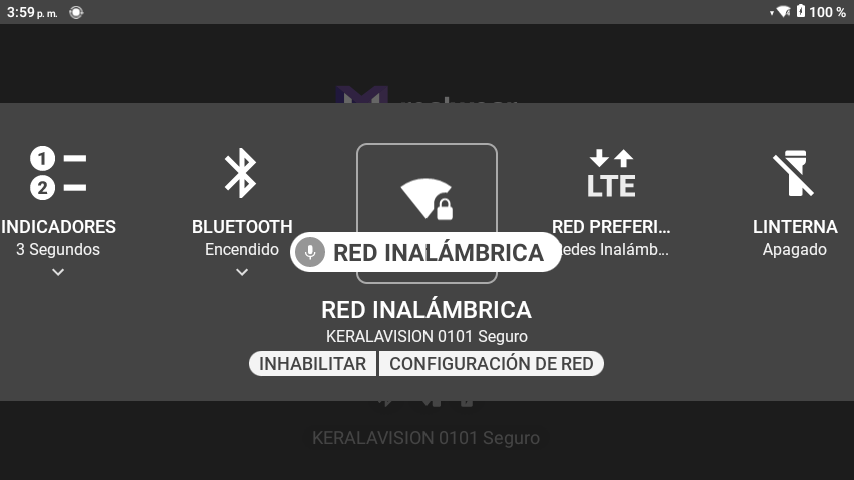 3:59 p. m.
100 %
1
2
INDICADORES
3 Segundos
BLUETOOTH
Encendido
RED INALÁMBRICA
LTE
RED PREFERI...
Inalámb...
LINTERNA
Apagado
RED INALÁMBRICA
KERALAVISION 0101 Seguro
INHABILITAR
CONFIGURACIÓN DE RED
KERALAVISION 0101 Seguro